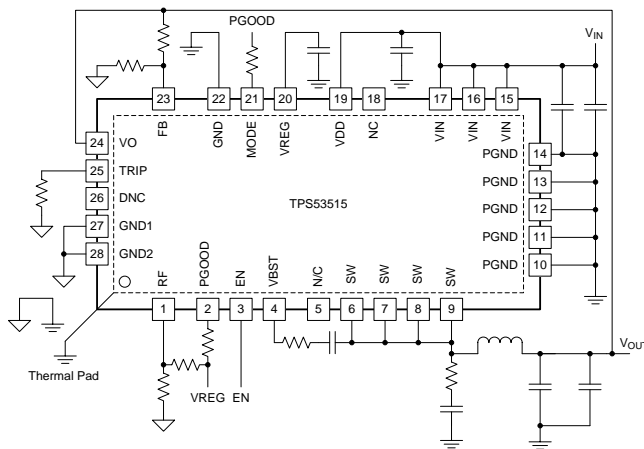 PGOOD
V_IN
23 22 21 20 19 18 17 16 15
FB GND MODE VREG VDD NC VIN VIN VIN
24 VO
25 TRIP
26 DNC
27 GND1
28 GND2
TPS53515
PGND 14
PGND 13
PGND 12
PGND 11
PGND 10
RF PGOOD EN VBST N/C SW SW SW SW
1 2 3 4 5 6 7 8 9
V_OUT
Thermal Pad
VREG EN